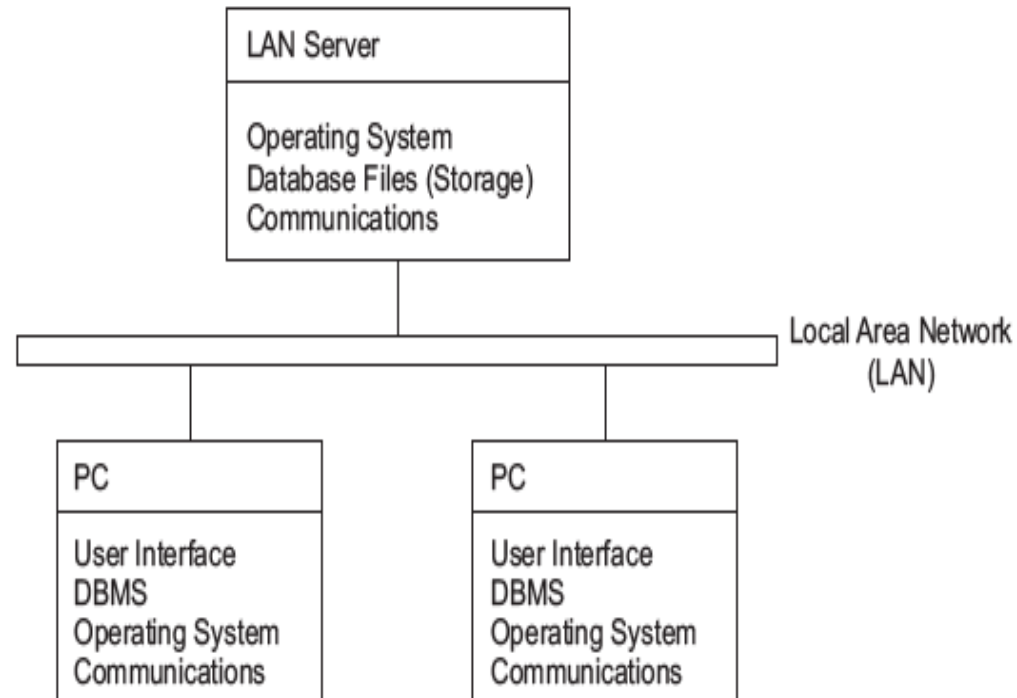 LAN Server
Operating System
Database Files (Storage)
Communications
Local Area Network
(LAN)
PC
User Interface
DBMS
Operating System
Communications
PC
User Interface
DBMS
Operating System
Communications